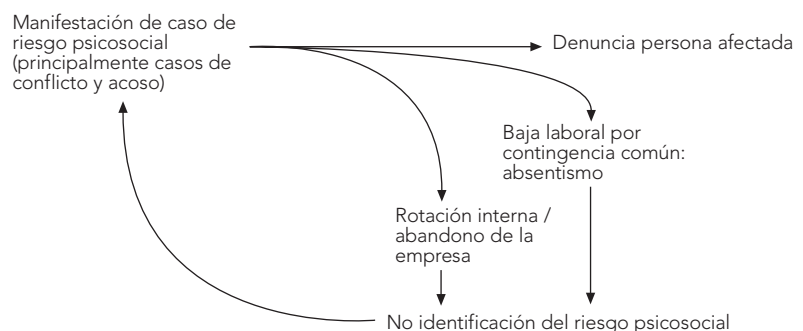 Manifestación de caso de
riesgo psicosocial
(principalmente casos de
conflicto y acoso)
Denuncia persona afectada
Baja laboral por
contingencia común:
absentismo
Rotación interna /
abandono de la
empresa
No identificación del riesgo psicosocial